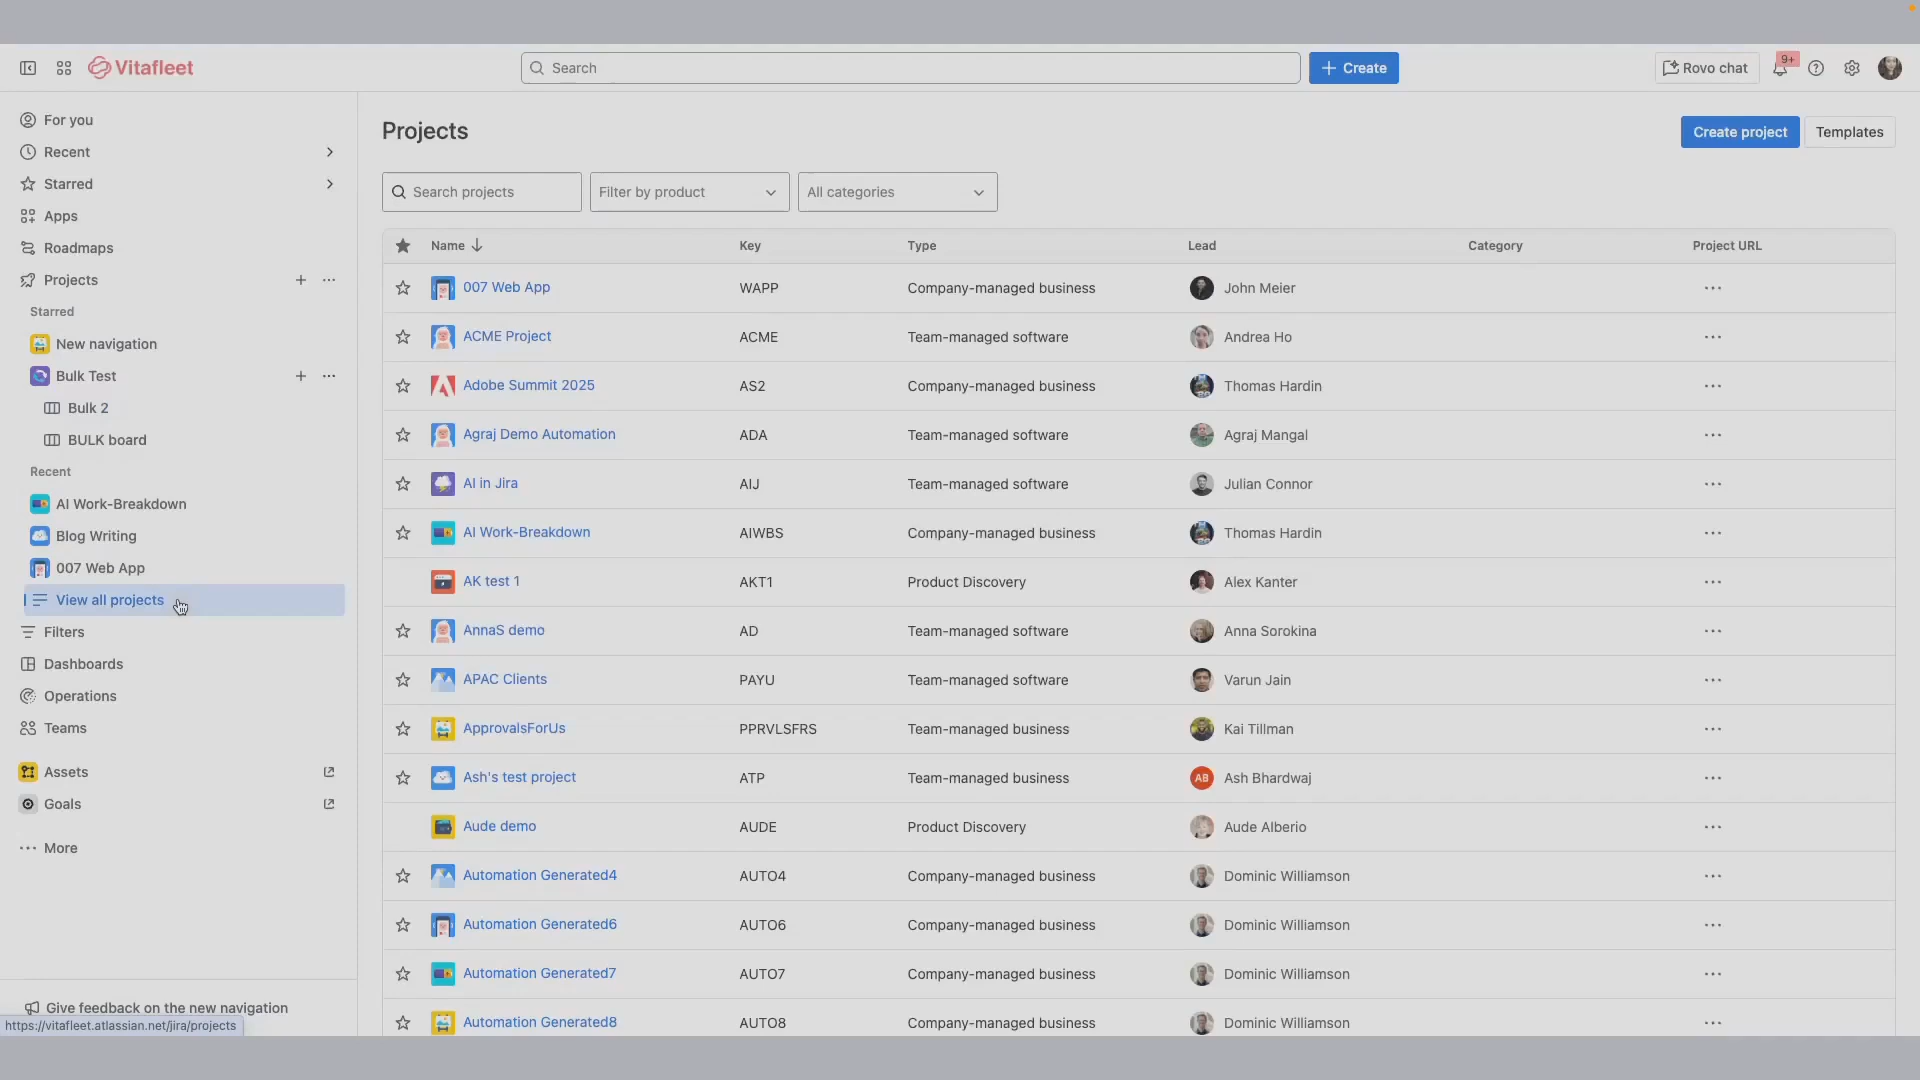 Vitafleet
Search
Create
Rovo chat
9+
For you
Recent
Starred
Apps
Roadmaps
Projects
Starred
New navigation
Bulk Test
Bulk 2
BULK board
Recent
AI Work-Breakdown
Blog Writing
007 Web App
View all projects
Filters
Dashboards
Operations
Teams
Assets
Goals
More
Give feedback on the new navigation
https://vitafleet.atlassian.net/jira/projects
Projects
Create project
Templates
Search projects
Filter by product
All categories
Name Key Type Lead Category Project URL
007 Web App WAPP Company-managed business John Meier
ACME Project ACME Team-managed software Andrea Ho
Adobe Summit 2025 AS2 Company-managed business Thomas Hardin
Agraj Demo Automation ADA Team-managed software Agraj Mangal
AI in Jira AIJ Team-managed software Julian Connor
AI Work-Breakdown AIWBS Company-managed business Thomas Hardin
AK test 1 AKT1 Product Discovery Alex Kanter
AnnaS demo AD Team-managed software Anna Sorokina
APAC Clients PAYU Team-managed software Varun Jain
ApprovalsForUs PPRVLSFRS Team-managed business Kai Tillman
Ash's test project ATP Team-managed business AB Ash Bhardwaj
Aude demo AUDE Product Discovery Aude Alberio
Automation Generated4 AUTO4 Company-managed business Dominic Williamson
Automation Generated6 AUTO6 Company-managed business Dominic Williamson
Automation Generated7 AUTO7 Company-managed business Dominic Williamson
Automation Generated8 AUTO8 Company-managed business Dominic Williamson